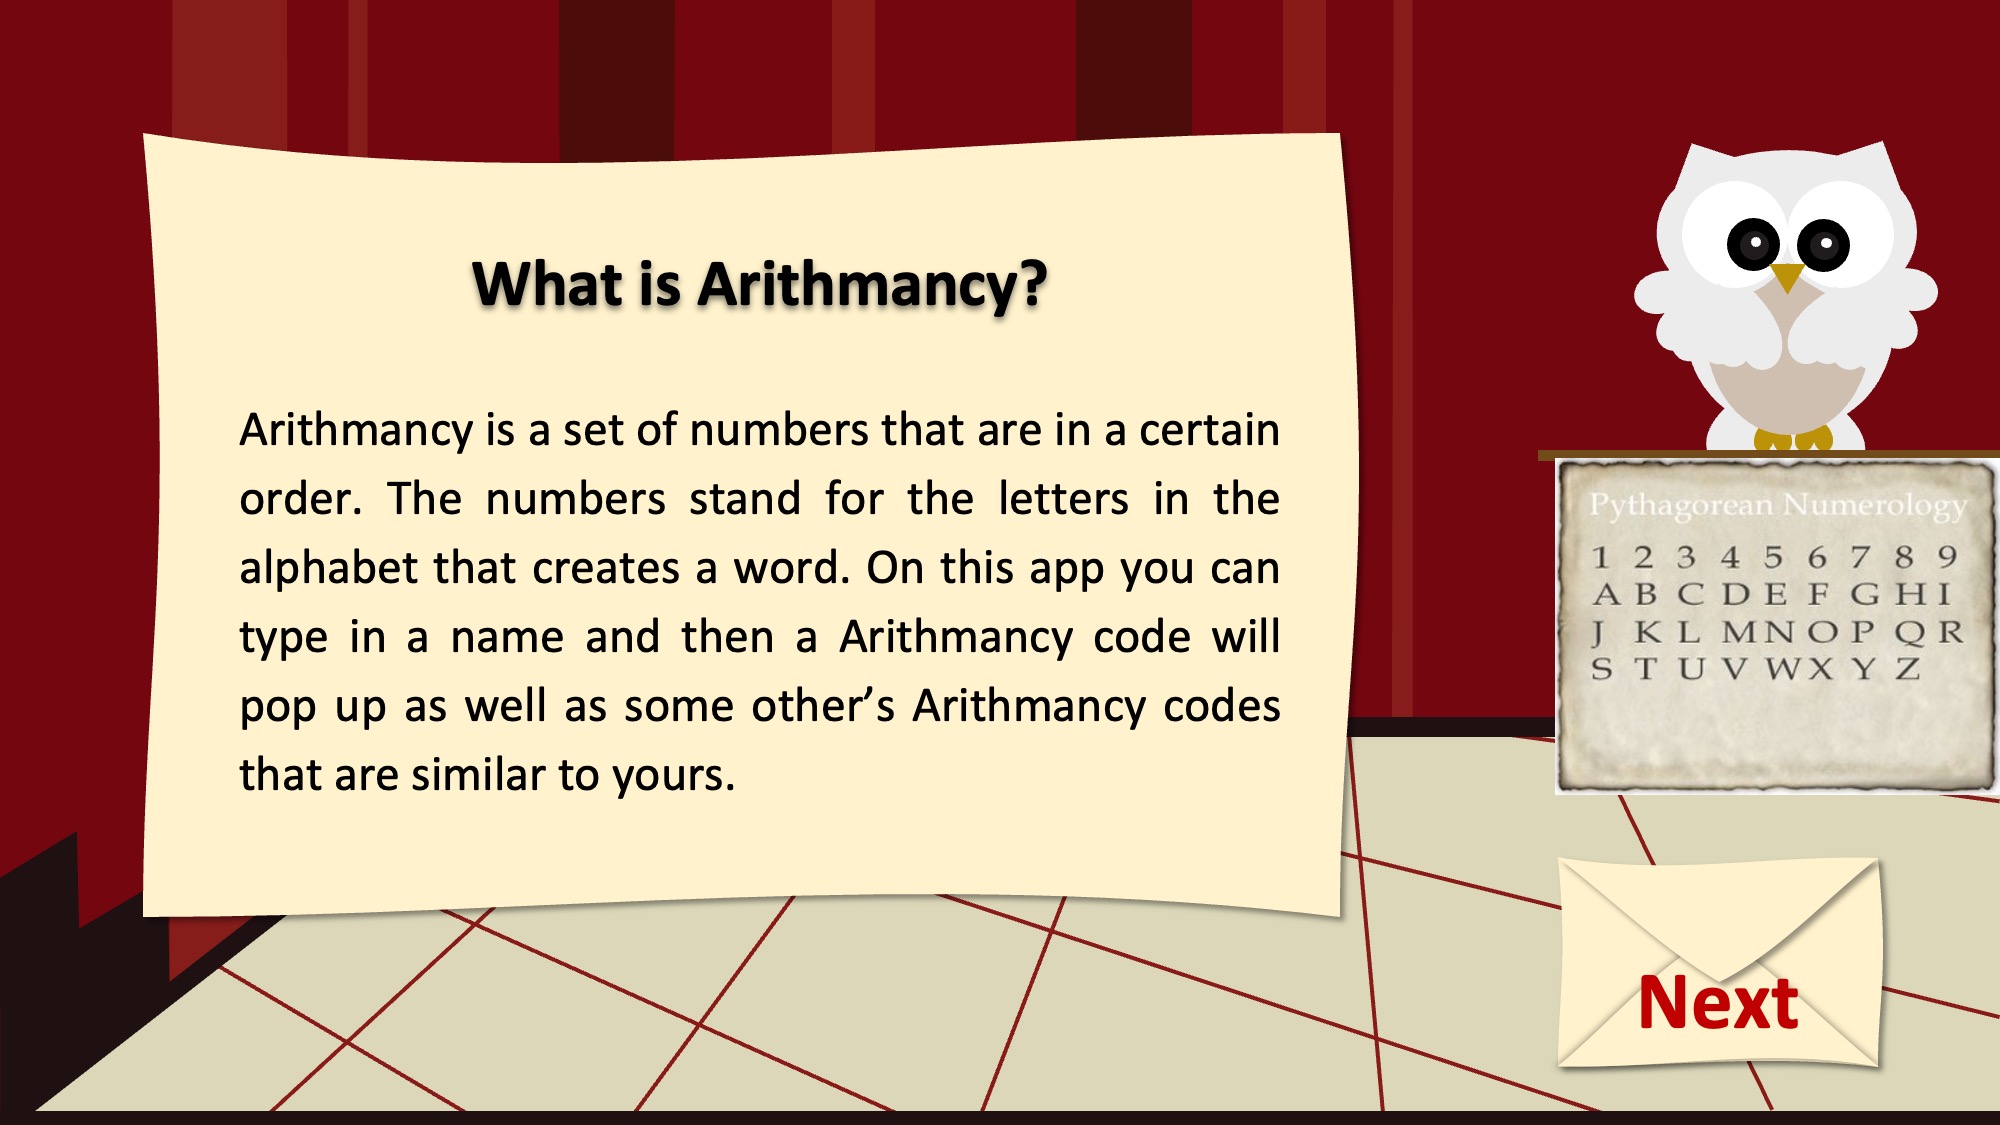 What is Arithmancy?
Arithmancy is a set of numbers that are in a certain
order. The numbers stand for the letters in the
alphabet that creates a word. On this app you can
type in a name and then a Arithmancy code will
pop up as well as some other’s Arithmancy codes
that are similar to yours.
Pythagorean Numerology
1 2 3 4 5 6 7 8 9
A B C D E F G H I
J K L M N O P Q R
S T U V W X Y Z
Next